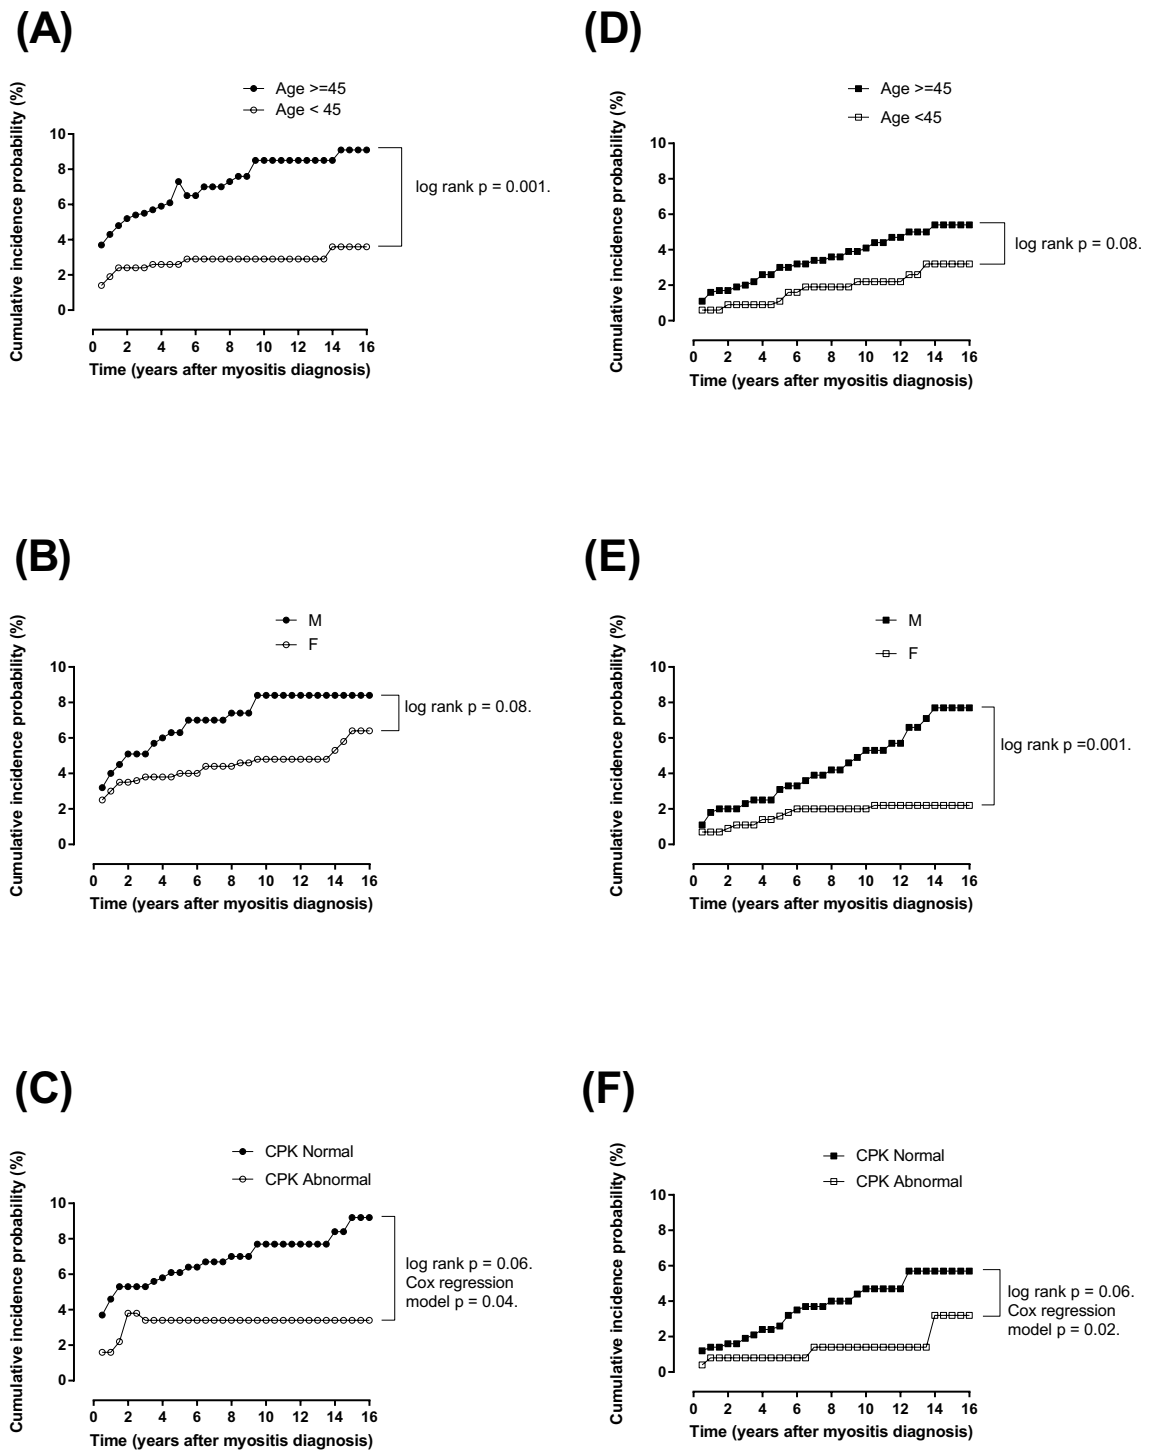 (A)
Age >=45
Age < 45
Cumulative incidence probability (%)
10
8
6
4
2
0
log rank p = 0.001.
0 2 4 6 8 10 12 14 16
Time (years after myositis diagnosis)
(D)
Age >=45
Age <45
Cumulative incidence probability (%)
10
8
6
4
2
0
log rank p = 0.08.
0 2 4 6 8 10 12 14 16
Time (years after myositis diagnosis)
(B)
M
F
Cumulative incidence probability (%)
10
8
6
4
2
0
log rank p = 0.08.
0 2 4 6 8 10 12 14 16
Time (years after myositis diagnosis)
(E)
M
F
Cumulative incidence probability (%)
10
8
6
4
2
0
log rank p =0.001.
0 2 4 6 8 10 12 14 16
Time (years after myositis diagnosis)
(C)
CPK Normal
CPK Abnormal
Cumulative incidence probability (%)
10
8
6
4
2
0
log rank p = 0.06.
Cox regression
model p = 0.04.
0 2 4 6 8 10 12 14 16
Time (years after myositis diagnosis)
(F)
CPK Normal
CPK Abnormal
Cumulative incidence probability (%)
10
8
6
4
2
0
log rank p = 0.06.
Cox regression
model p = 0.02.
0 2 4 6 8 10 12 14 16
Time (years after myositis diagnosis)